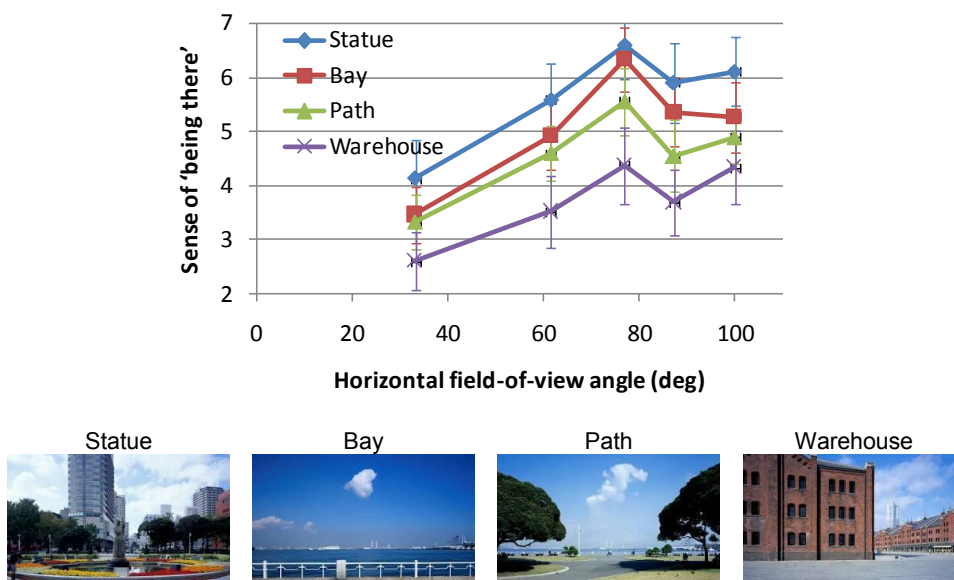 7
6
5
4
3
2
Sense of 'being there'
Statue
Bay
Path
Warehouse
0 20 40 60 80 100
Horizontal field-of-view angle (deg)
Statue Bay Path Warehouse